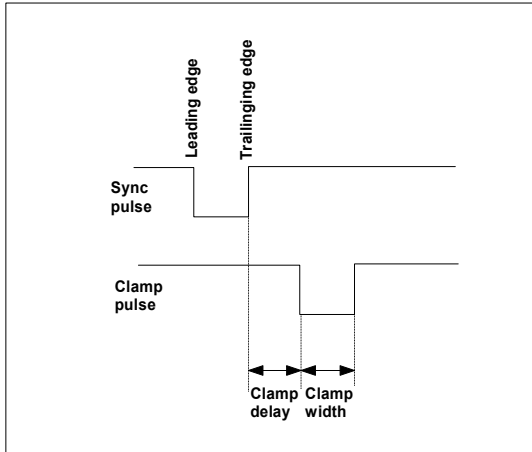 Leading edge
Trailinging edge
Sync
pulse
Clamp
pulse
Clamp
delay
Clamp
width